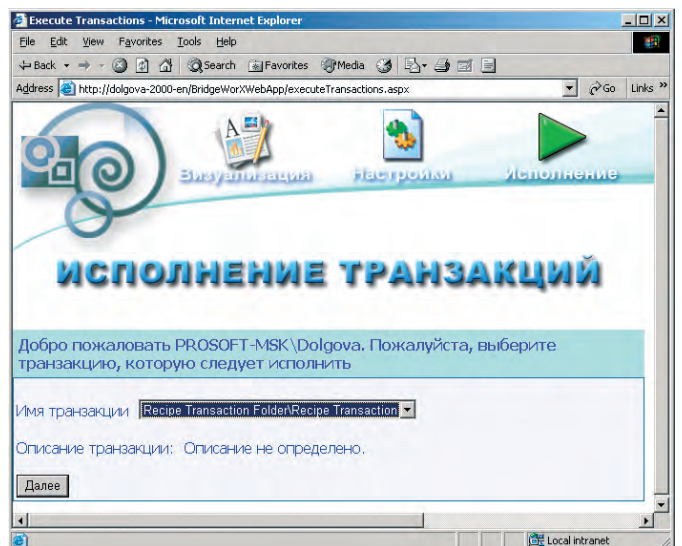 Execute Transactions - Microsoft Internet Explorer
File Edit View Favorites Tools Help
Back Search Favorites Media
Address http://dolgova-2000-en/BridgeWorXWebApp/executeTransactions.aspx Go Links »
Визуализация Настройки Исполнение
ИСПОЛНЕНИЕ ТРАНЗАКЦИЙ
Добро пожаловать PROSOFT-MSK\Dolgova. Пожалуйста, выберите
транзакцию, которую следует исполнить
Имя транзакции Recipe Transaction Folder\Recipe Transaction
Описание транзакции: Описание не определено.
Далее
Local intranet